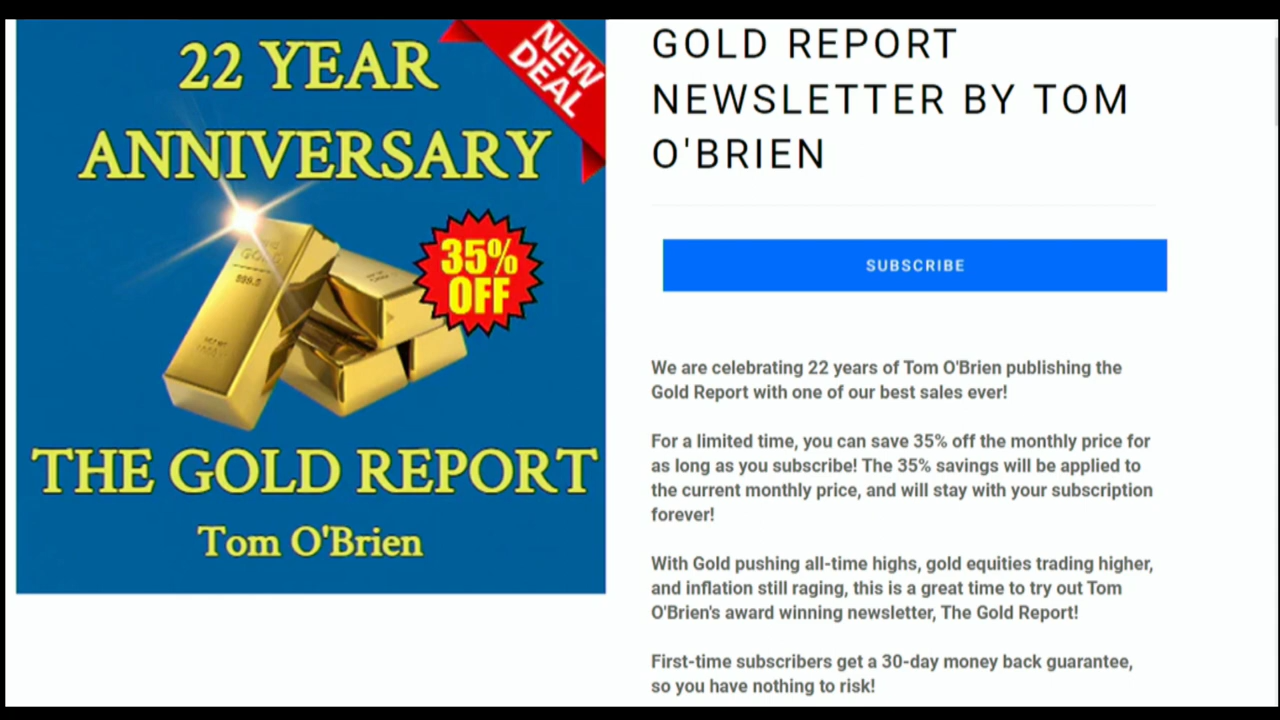 22 YEAR
ANNIVERSARY
NEW
DEAL
35%
OFF
999.5
THE GOLD REPORT
Tom O'Brien
GOLD REPORT
NEWSLETTER BY TOM
O'BRIEN
SUBSCRIBE
We are celebrating 22 years of Tom O'Brien publishing the
Gold Report with one of our best sales ever!
For a limited time, you can save 35% off the monthly price for
as long as you subscribe! The 35% savings will be applied to
the current monthly price, and will stay with your subscription
forever!
With Gold pushing all-time highs, gold equities trading higher,
and inflation still raging, this is a great time to try out Tom
O'Brien's award winning newsletter, The Gold Report!
First-time subscribers get a 30-day money back guarantee,
so you have nothing to risk!